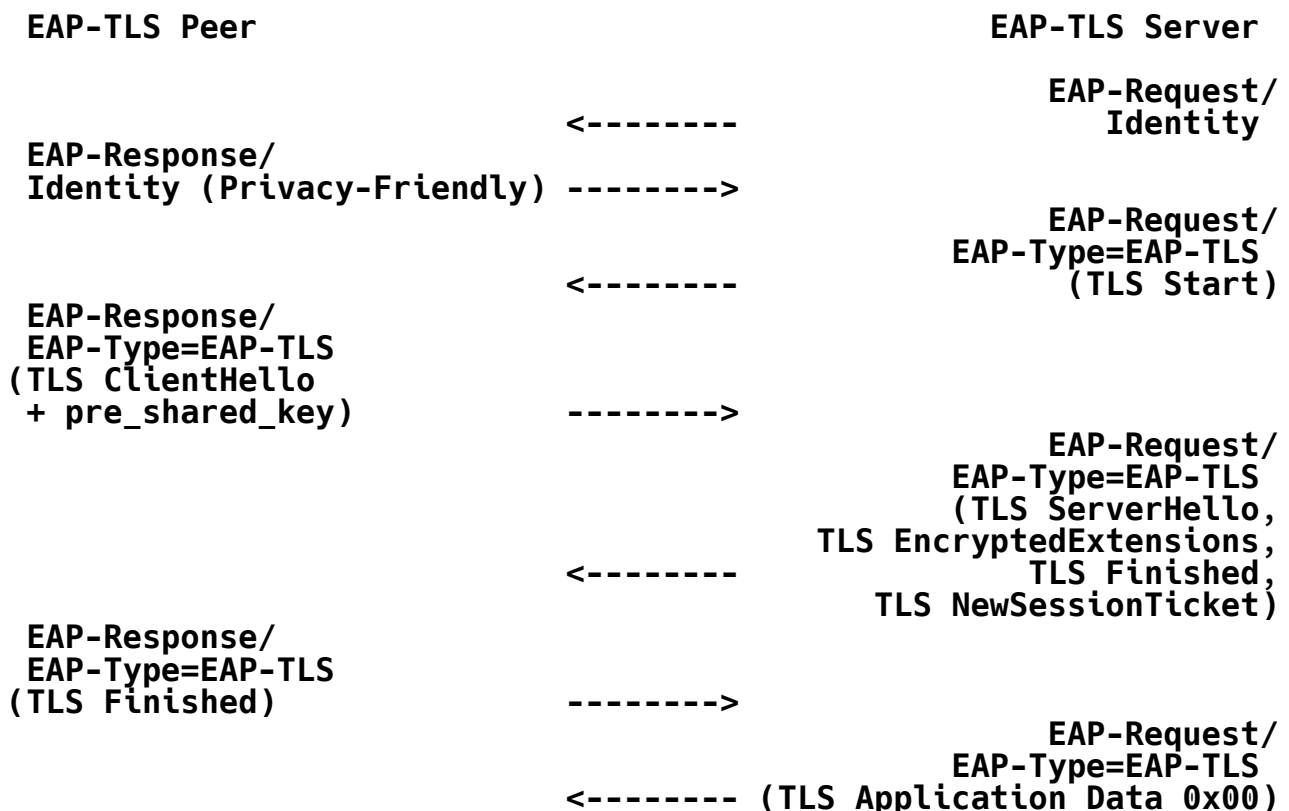 EAP-TLS Peer                                      EAP-TLS Server
EAP-Request/
<-------- Identity
EAP-Response/
Identity (Privacy-Friendly) -------->
EAP-Request/
EAP-Type=EAP-TLS
<-------- (TLS Start)
EAP-Response/
EAP-Type=EAP-TLS
(TLS ClientHello
+ pre_shared_key) -------->
EAP-Request/
EAP-Type=EAP-TLS
(TLS ServerHello,
TLS EncryptedExtensions,
<-------- TLS Finished,
TLS NewSessionTicket)
EAP-Response/
EAP-Type=EAP-TLS
(TLS Finished) -------->
EAP-Request/
EAP-Type=EAP-TLS
<-------- (TLS Application Data 0x00)